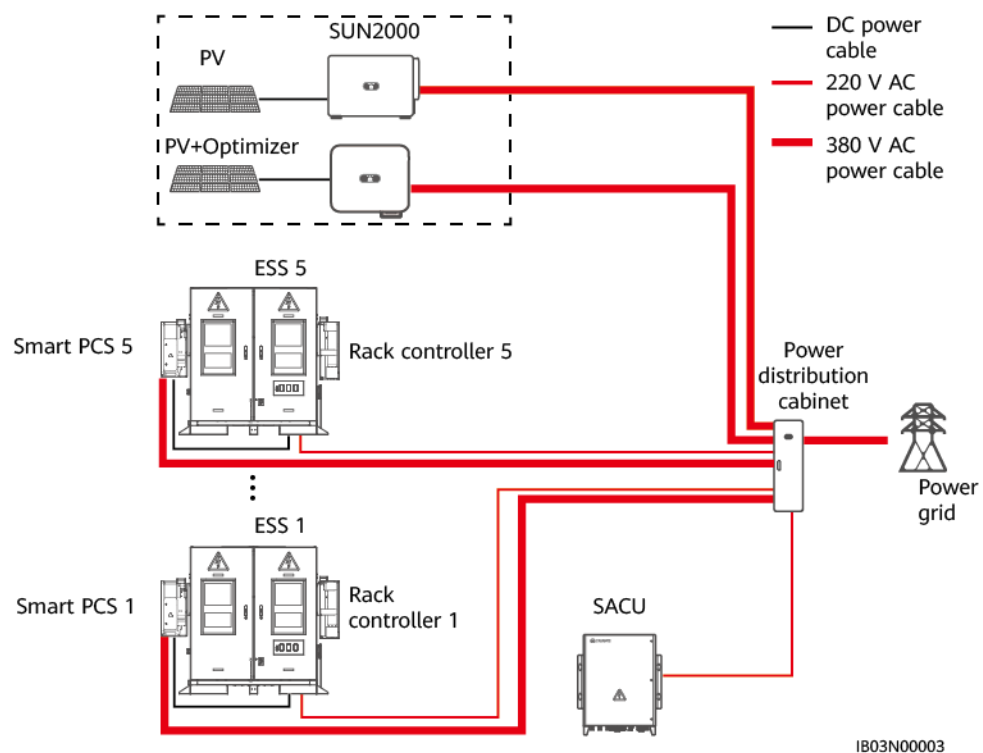 SUN2000
PV
PV+Optimizer
DC power
cable
220 V AC
power cable
380 V AC
power cable
ESS 5
Smart PCS 5
Rack controller 5
Power
distribution
cabinet
Power
grid
ESS 1
Smart PCS 1
Rack
controller 1
SACU
IB03N00003